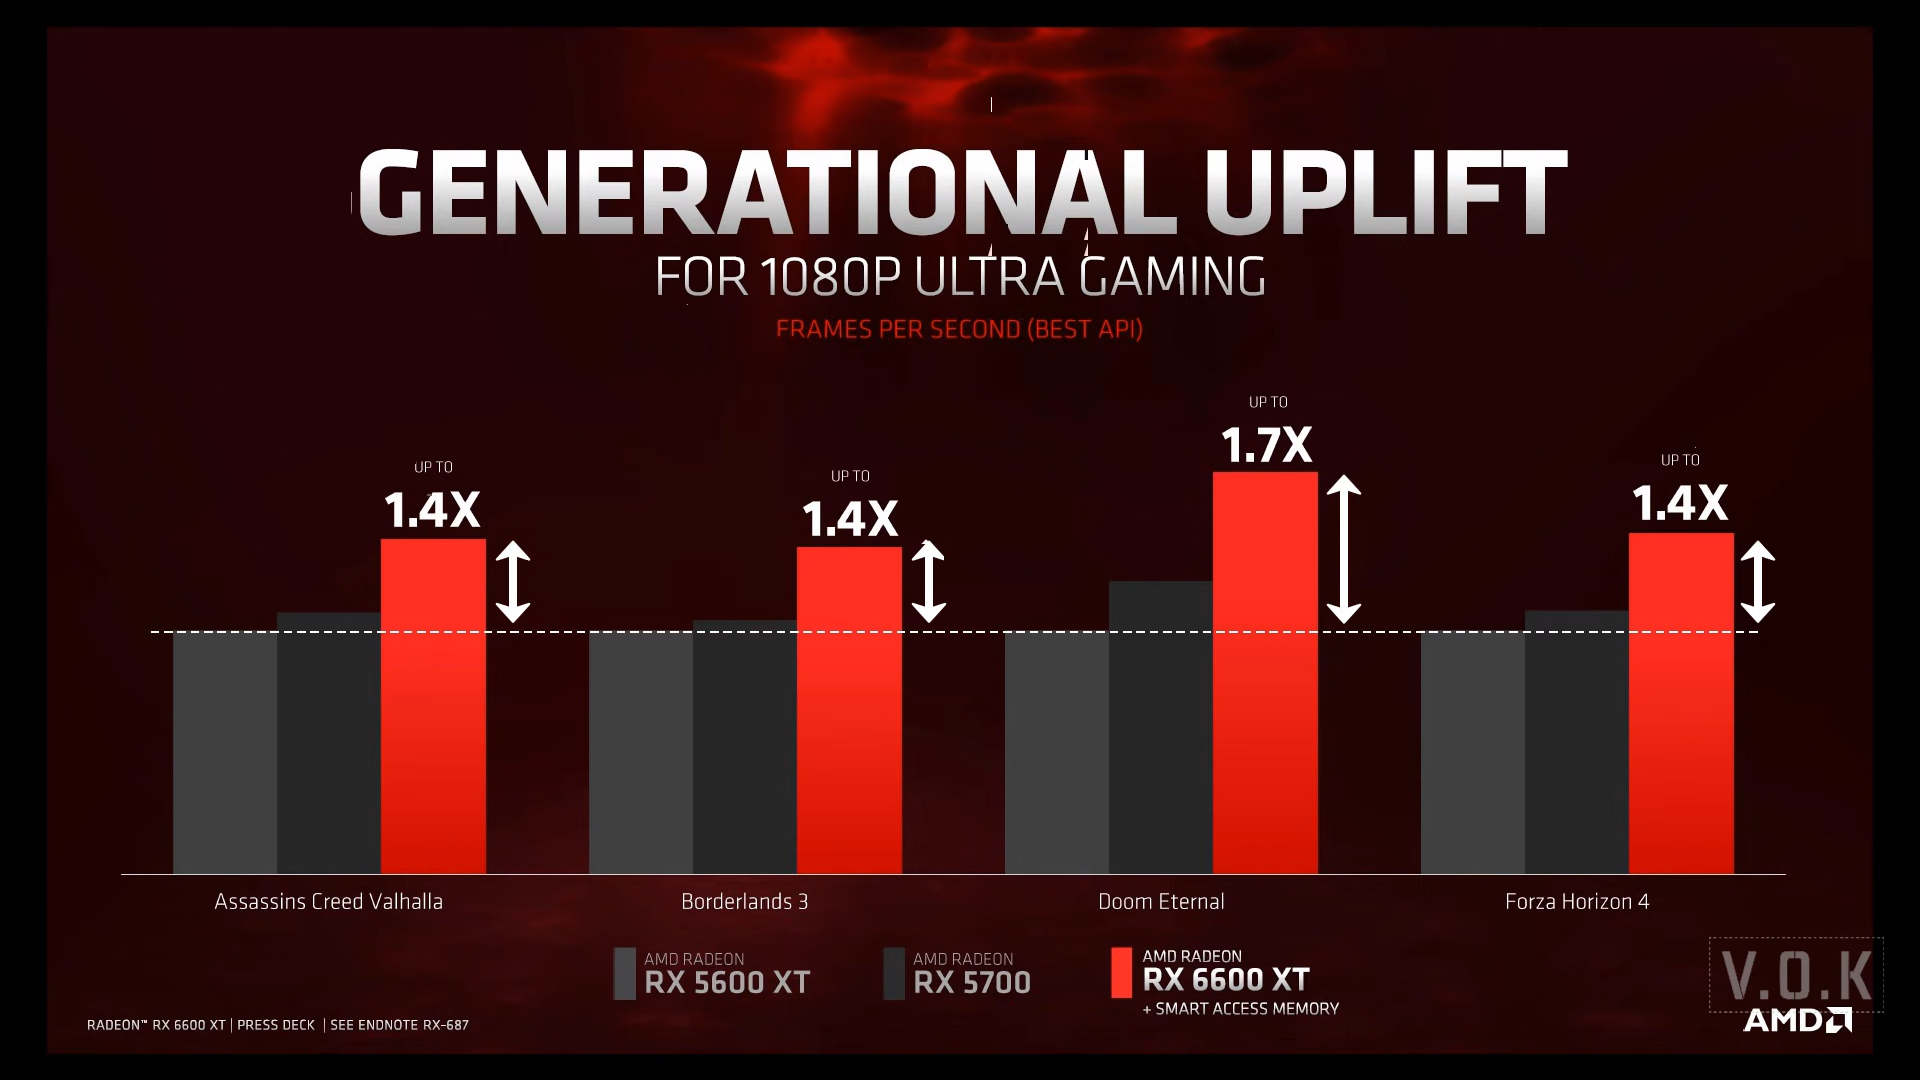 GENERATIONAL UPLIFT
FOR 1080P ULTRA GAMING
FRAMES PER SECOND (BEST API)
UP TO
1.4X
UP TO
1.4X
UP TO
1.7X
UP TO
1.4X
Assassins Creed Valhalla
Borderlands 3
Doom Eternal
Forza Horizon 4
AMD RADEON
RX 5600 XT
AMD RADEON
RX 5700
AMD RADEON
RX 6600 XT
+ SMART ACCESS MEMORY
RADEON™ RX 6600 XT | PRESS DECK | SEE ENDNOTE RX-687
V.O.K
AMD